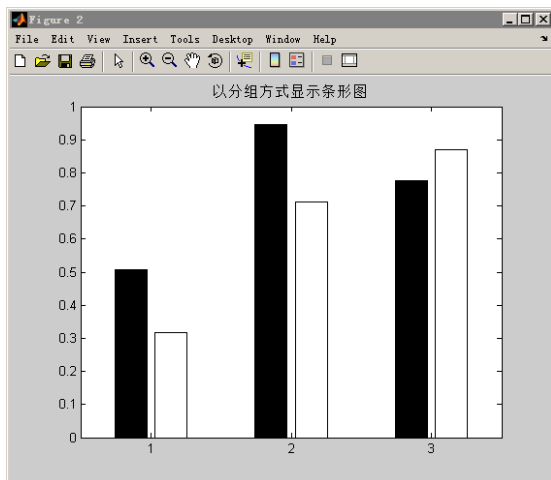 Figure 2
File Edit View Insert Tools Desktop Window Help
以分组方式显示条形图
1
0.9
0.8
0.7
0.6
0.5
0.4
0.3
0.2
0.1
0
1 2 3